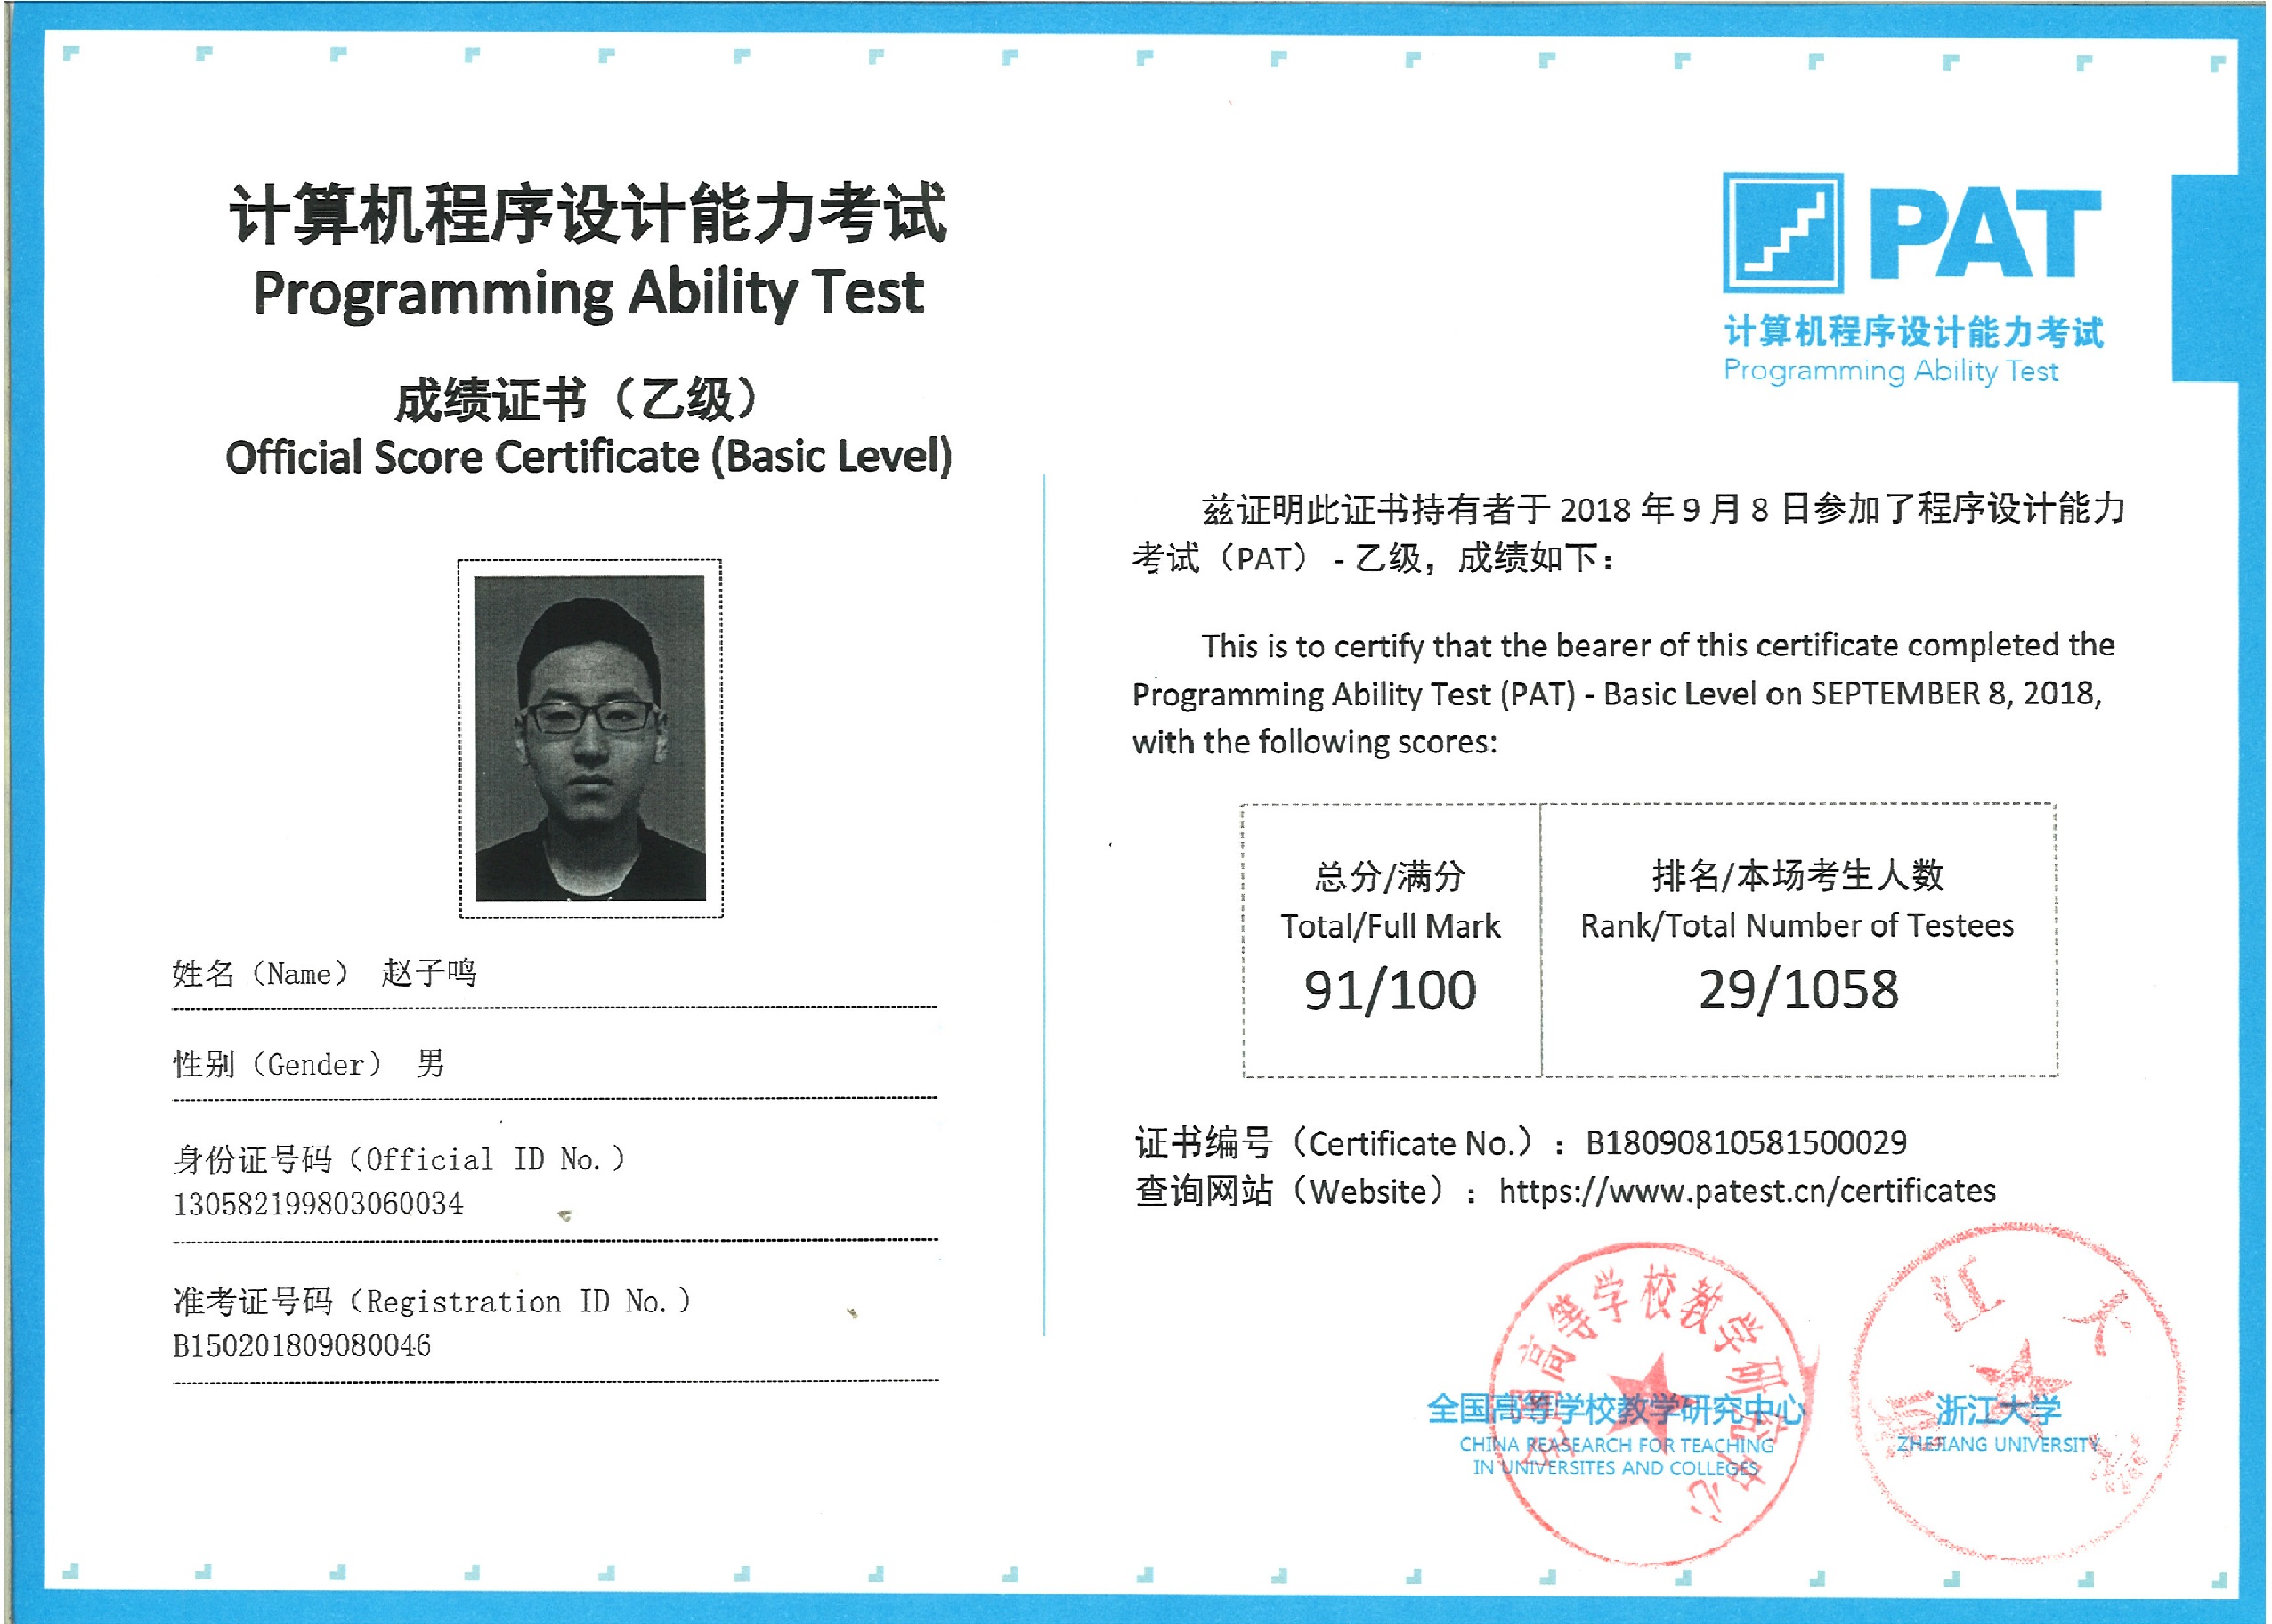 计算机程序设计能力考试
Programming Ability Test
成绩证书（乙级）
Official Score Certificate (Basic Level)
姓名（Name） 赵子鸣
性别（Gender） 男
身份证号码（Official ID No.）
130582199803060034
准考证号码（Registration ID No.）
B150201809080046
PAT
计算机程序设计能力考试
Programming Ability Test
兹证明此证书持有者于 2018 年 9 月 8 日参加了程序设计能力
考试（PAT） - 乙级，成绩如下：
This is to certify that the bearer of this certificate completed the
Programming Ability Test (PAT) - Basic Level on SEPTEMBER 8, 2018,
with the following scores:
总分/满分
Total/Full Mark
91/100
排名/本场考生人数
Rank/Total Number of Testees
29/1058
证书编号（Certificate No.）：B18090810581500029
查询网站（Website）：https://www.patest.cn/certificates
全国高等学校教学研究中心
全国高等学校教学研究中心
CHINA REASEARCH FOR TEACHING
IN UNIVERSITES AND COLLEGES
浙江大学
浙江大学
ZHEJIANG UNIVERSITY